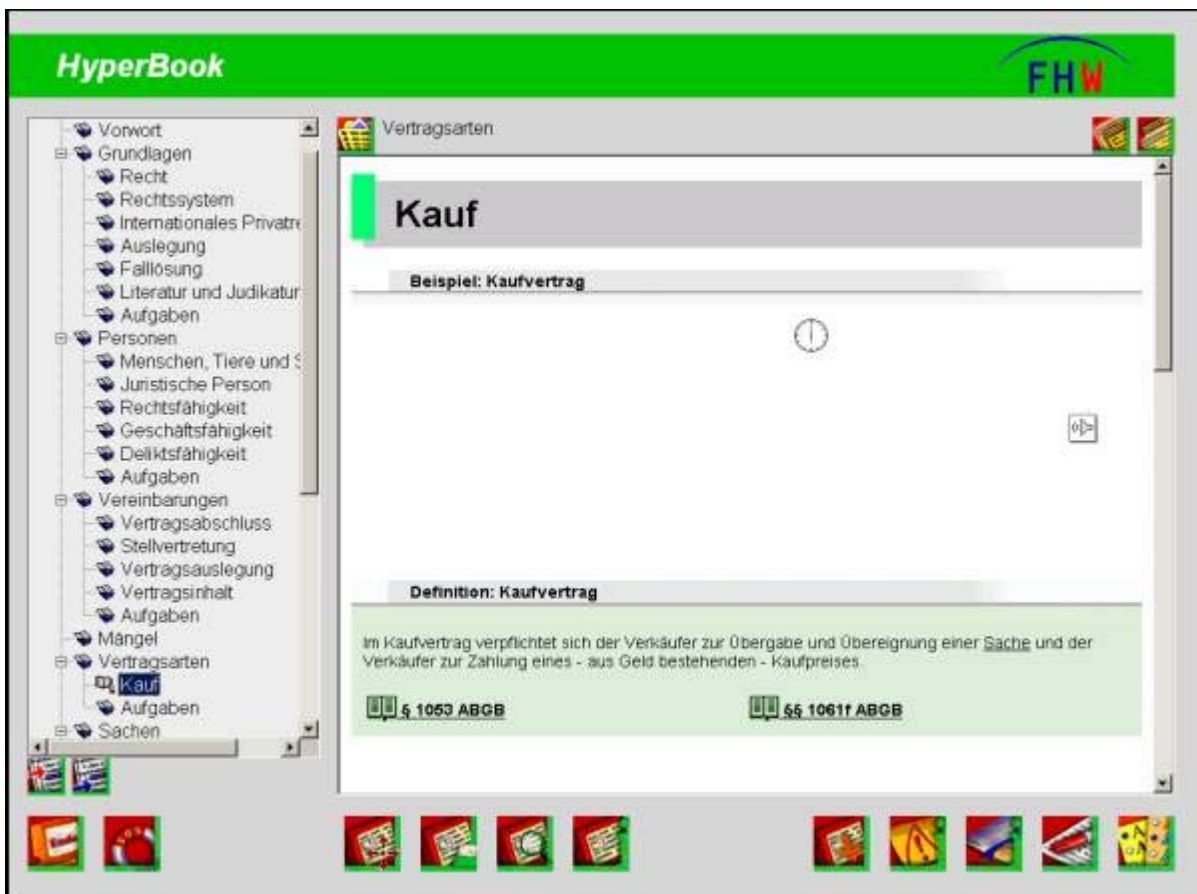 HyperBook
FHW
Vorwort
Grundlagen
Recht
Rechtssystem
Internationales Privatre
Auslegung
Falllösung
Literatur und Judikatur
Aufgaben
Personen
Menschen, Tiere und S
Juristische Person
Rechtsfähigkeit
Geschäftsfähigkeit
Deliktsfähigkeit
Aufgaben
Vereinbarungen
Vertragsabschluss
Stellvertretung
Vertragsauslegung
Vertragsinhalt
Aufgaben
Mängel
Vertragsarten
Kauf
Aufgaben
Sachen
Vertragsarten
Kauf
Beispiel: Kaufvertrag
Definition: Kaufvertrag
Im Kaufvertrag verpflichtet sich der Verkäufer zur Übergabe und Übereignung einer Sache und der
Verkäufer zur Zahlung eines - aus Geld bestehenden - Kaufpreises.
§ 1053 ABGB
§§ 1061f ABGB